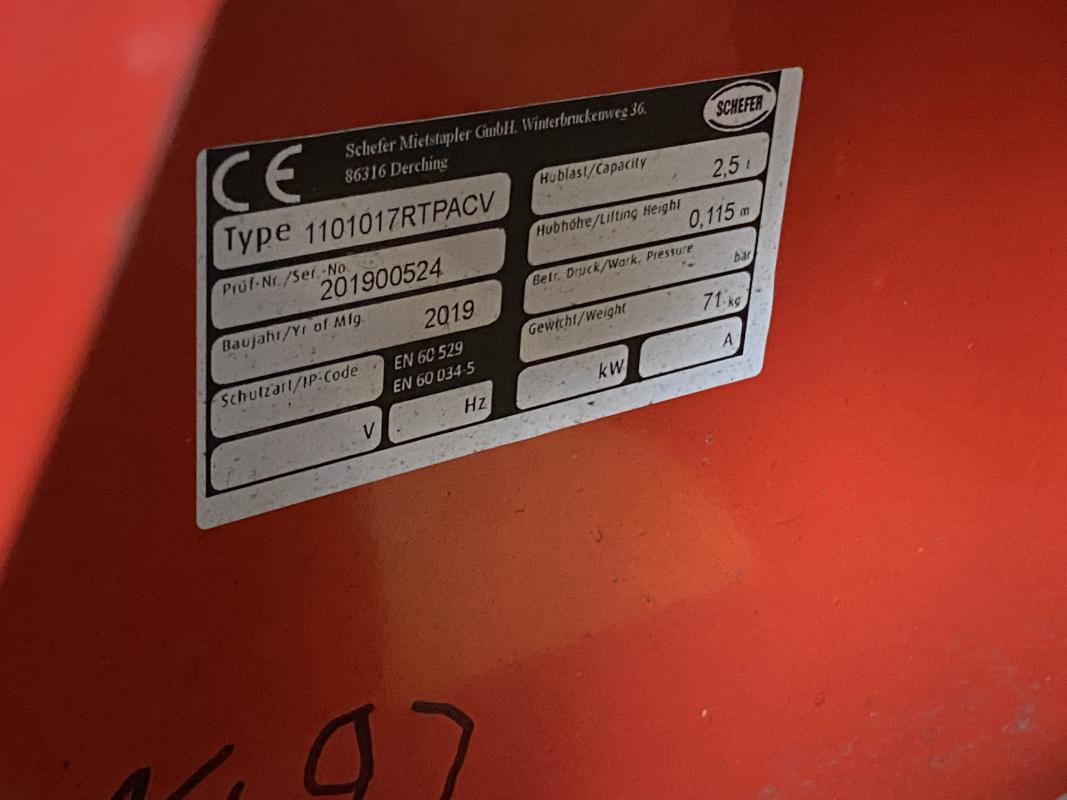 CE
Schefer Mietstapler GmbH. Winterbruckenweg 36.
86316 Derching
SCHEFER
Type 1101017RTPACV
Prüf-Nr./Ser.-No. 201900524
Baujahr/Yr of Mfg. 2019
Schutzart/IP-Code
EN 60 529
EN 60 034-5
V
Hz
Hublast/Capacity 2,5 t
Hubhöhe/Lifting Height 0,115 m
Betr. Druck/Work. Pressure bar
Gewicht/Weight 71 kg
kW
A